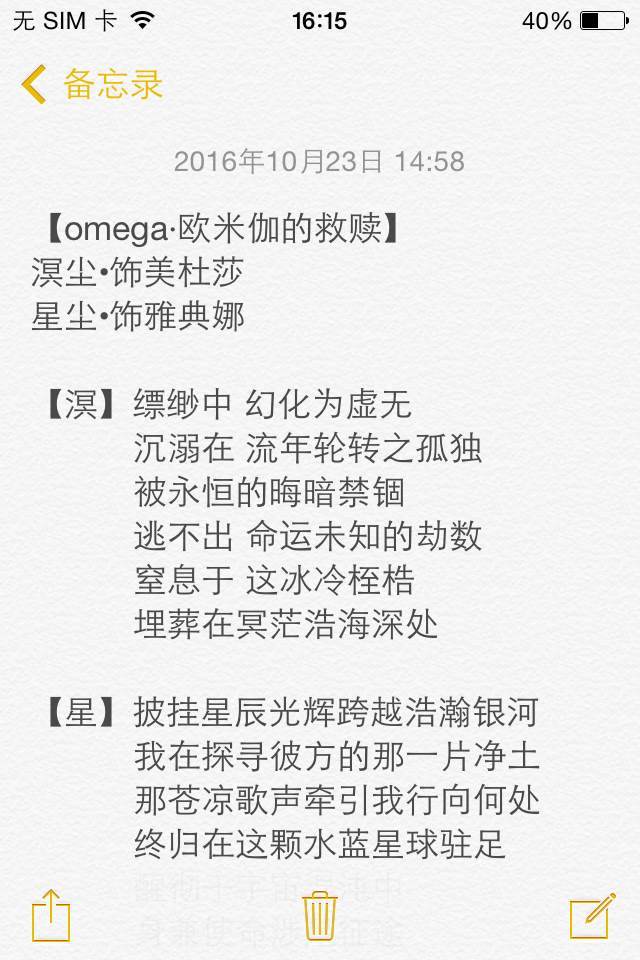 无 SIM 卡 16:15 40%
备忘录
2016年10月23日 14:58
【omega·欧米伽的救赎】
溟尘•饰美杜莎
星尘•饰雅典娜
【溟】缥缈中 幻化为虚无
沉溺在 流年轮转之孤独
被永恒的晦暗禁锢
逃不出 命运未知的劫数
窒息于 这冰冷桎梏
埋葬在冥茫浩海深处
【星】披挂星辰光辉跨越浩瀚银河
我在探寻彼方的那一片净土
那苍凉歌声牵引我行向何处
终归在这颗水蓝星球驻足